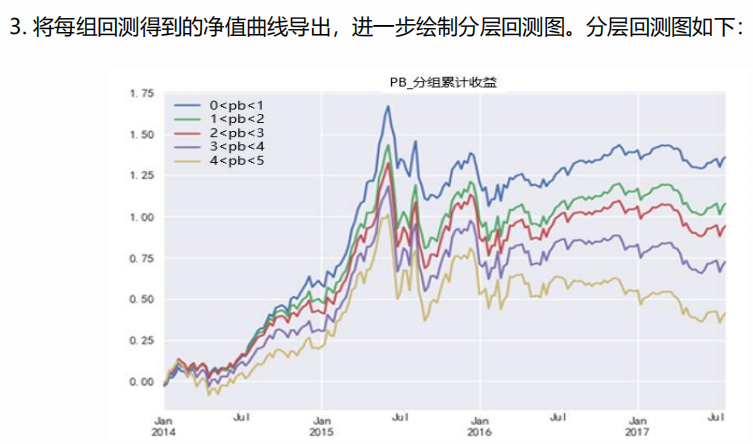 3. 将每组回测得到的净值曲线导出，进一步绘制分层回测图。分层回测图如下：
PB_分组累计收益
1.75
1.50
1.25
1.00
0.75
0.50
0.25
0.00
0<pb<1
1<pb<2
2<pb<3
3<pb<4
4<pb<5
Jan Jul Jan Jul Jan Jul Jan Jul
2014 2015 2016 2017